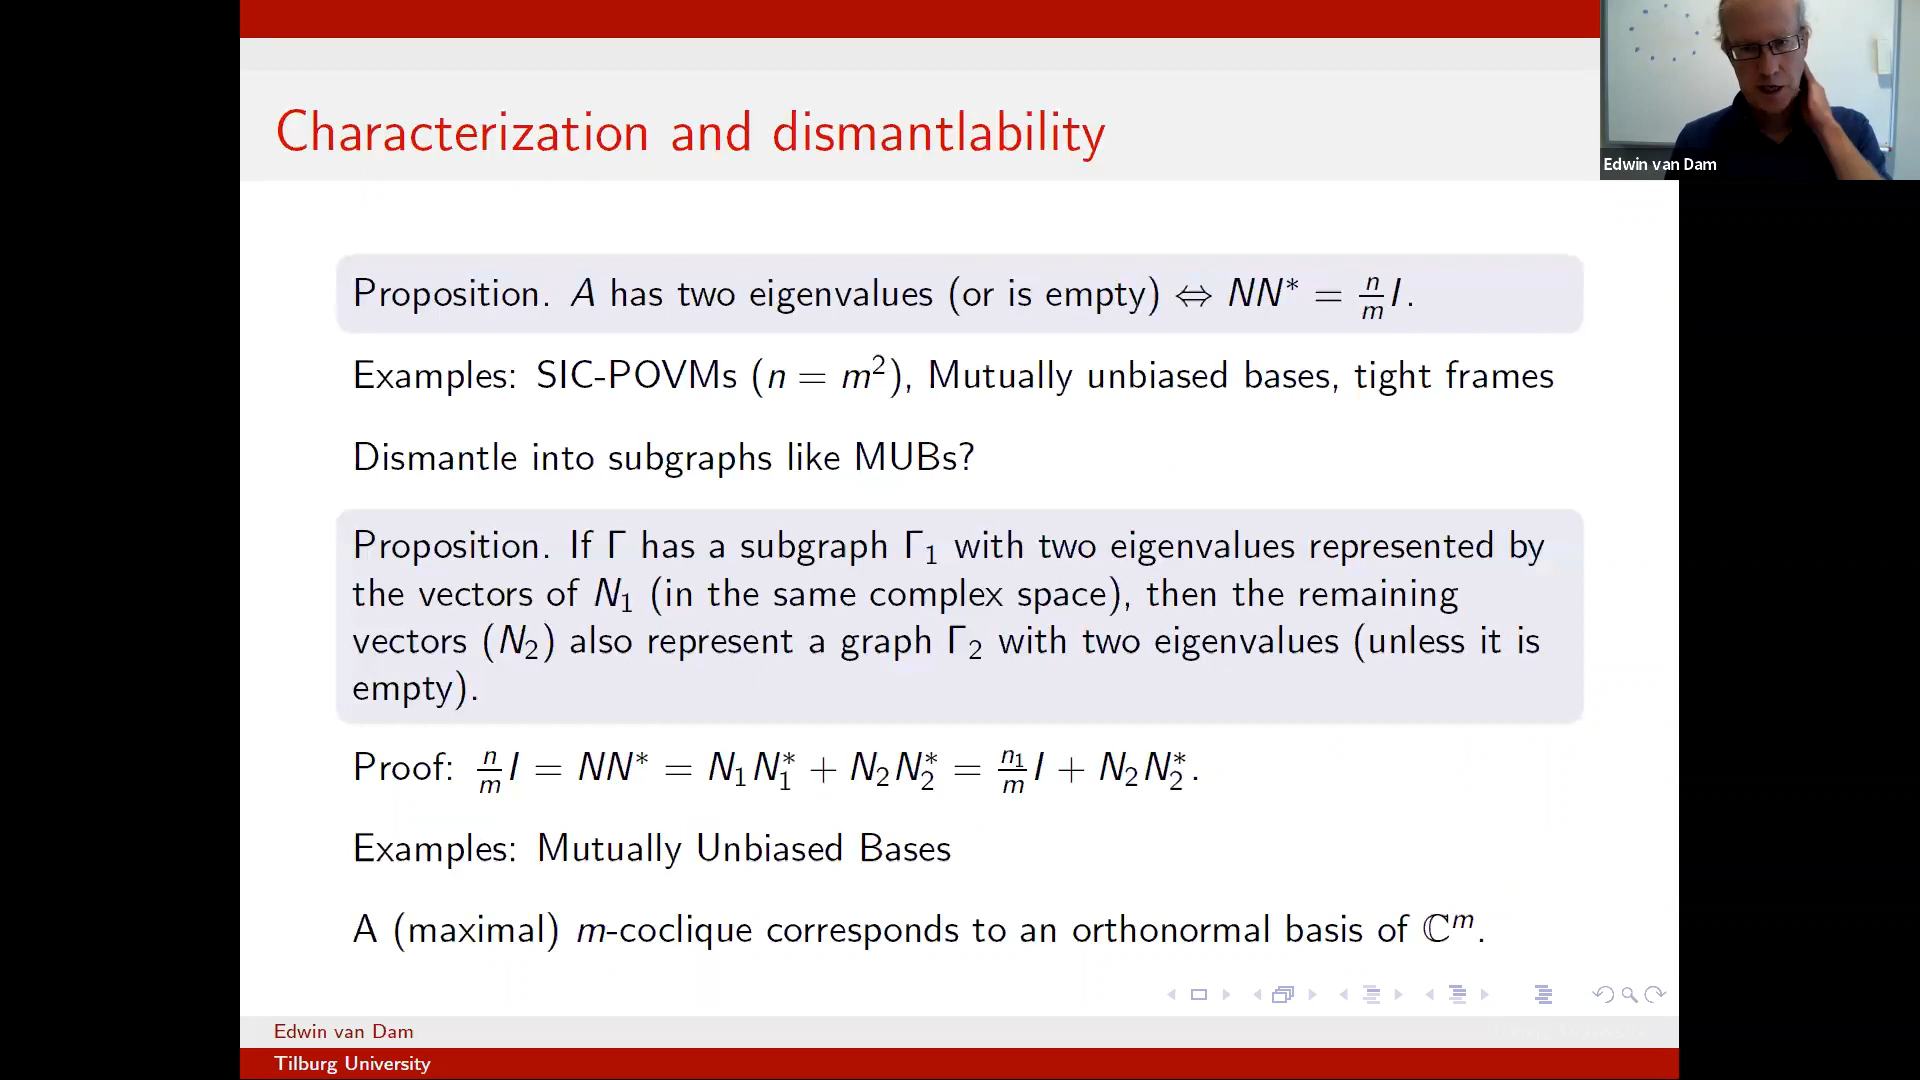 Characterization and dismantlability
Edwin van Dam
Proposition. A has two eigenvalues (or is empty) ⇔ NN* = n/m I.
Examples: SIC-POVMs (n = m²), Mutually unbiased bases, tight frames
Dismantle into subgraphs like MUBs?
Proposition. If Γ has a subgraph Γ₁ with two eigenvalues represented by
the vectors of N₁ (in the same complex space), then the remaining
vectors (N₂) also represent a graph Γ₂ with two eigenvalues (unless it is
empty).
Proof: n/m I = NN* = N₁N₁* + N₂N₂* = n₁/m I + N₂N₂*.
Examples: Mutually Unbiased Bases
A (maximal) m-coclique corresponds to an orthonormal basis of ℂᵐ.
Edwin van Dam
Tilburg University